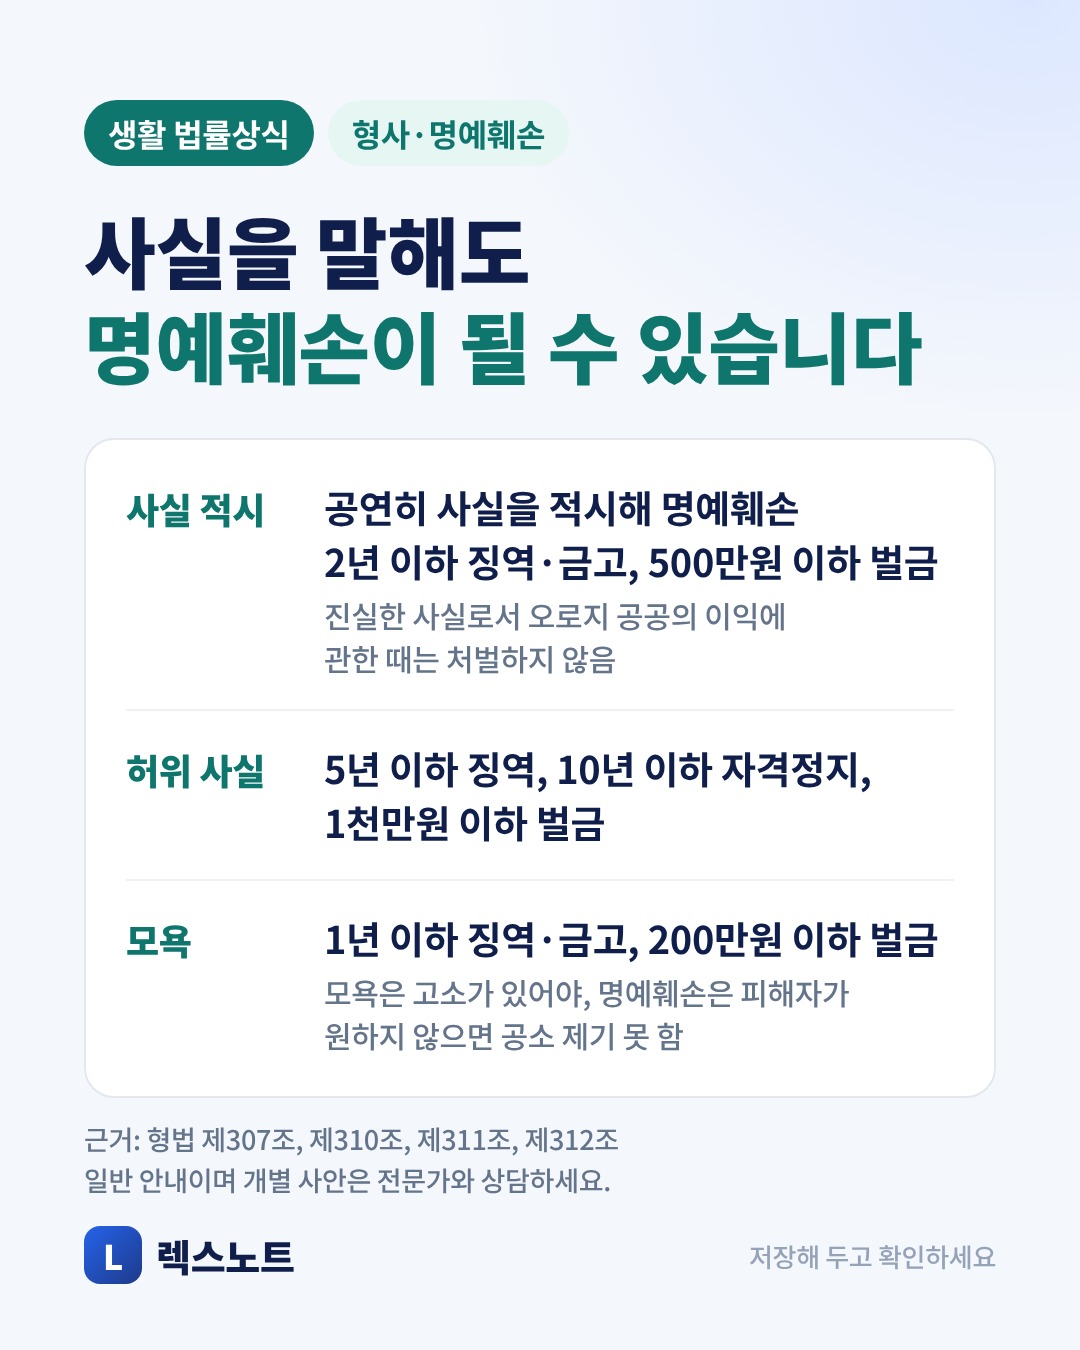 생활 법률상식
형사·명예훼손
사실을 말해도
명예훼손이 될 수 있습니다
사실 적시
공연히 사실을 적시해 명예훼손
2년 이하 징역·금고, 500만원 이하 벌금
진실한 사실로서 오로지 공공의 이익에
관한 때는 처벌하지 않음
허위 사실
5년 이하 징역, 10년 이하 자격정지,
1천만원 이하 벌금
모욕
1년 이하 징역·금고, 200만원 이하 벌금
모욕은 고소가 있어야, 명예훼손은 피해자가
원하지 않으면 공소 제기 못 함
근거: 형법 제307조, 제310조, 제311조, 제312조
일반 안내이며 개별 사안은 전문가와 상담하세요.
L 렉스노트
저장해 두고 확인하세요